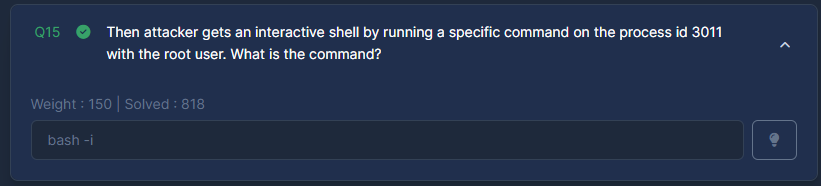 Q15 Then attacker gets an interactive shell by running a specific command on the process id 3011
with the root user. What is the command?
Weight : 150 | Solved : 818
bash -i